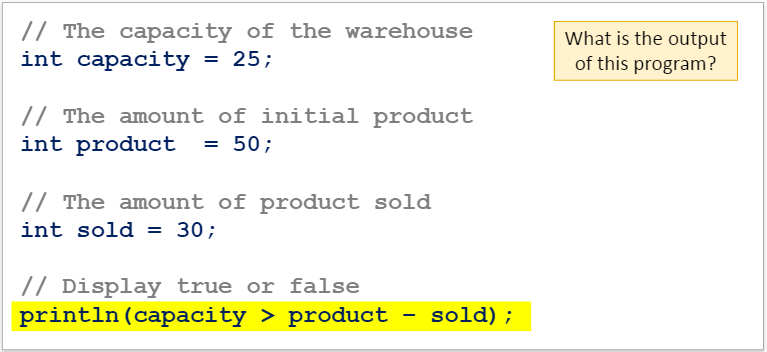 // The capacity of the warehouse
int capacity = 25;
// The amount of initial product
int product  = 50;
// The amount of product sold
int sold = 30;
// Display true or false
println(capacity > product – sold);
What is the output
of this program?